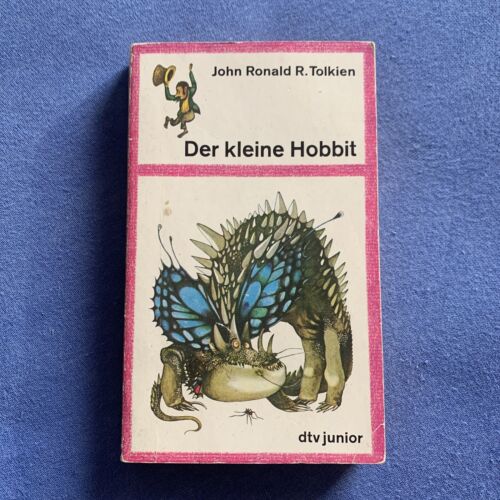 John Ronald R. Tolkien
Der kleine Hobbit
dtv junior